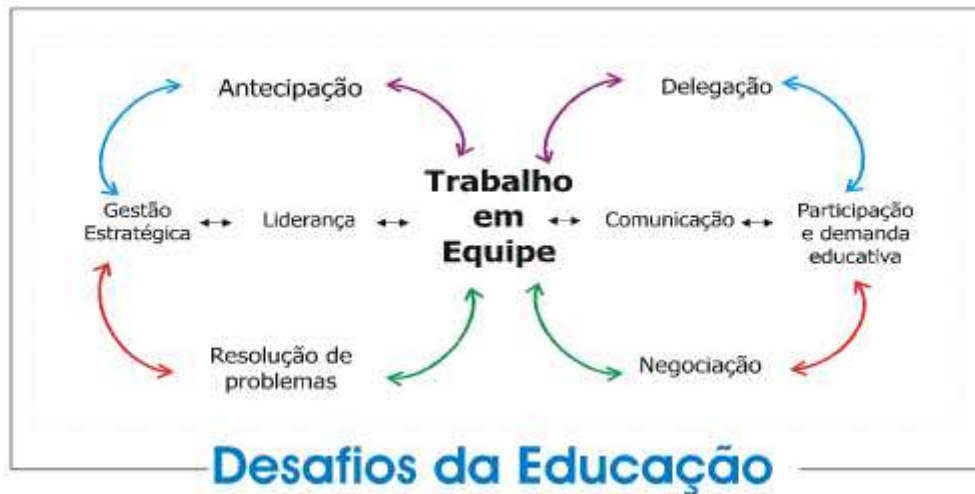 Antecipação
Delegação
Trabalho
em
Equipe
Gestão
Estratégica
Liderança
Comunicação
Participação
e demanda
educativa
Resolução de
problemas
Negociação
Desafios da Educação